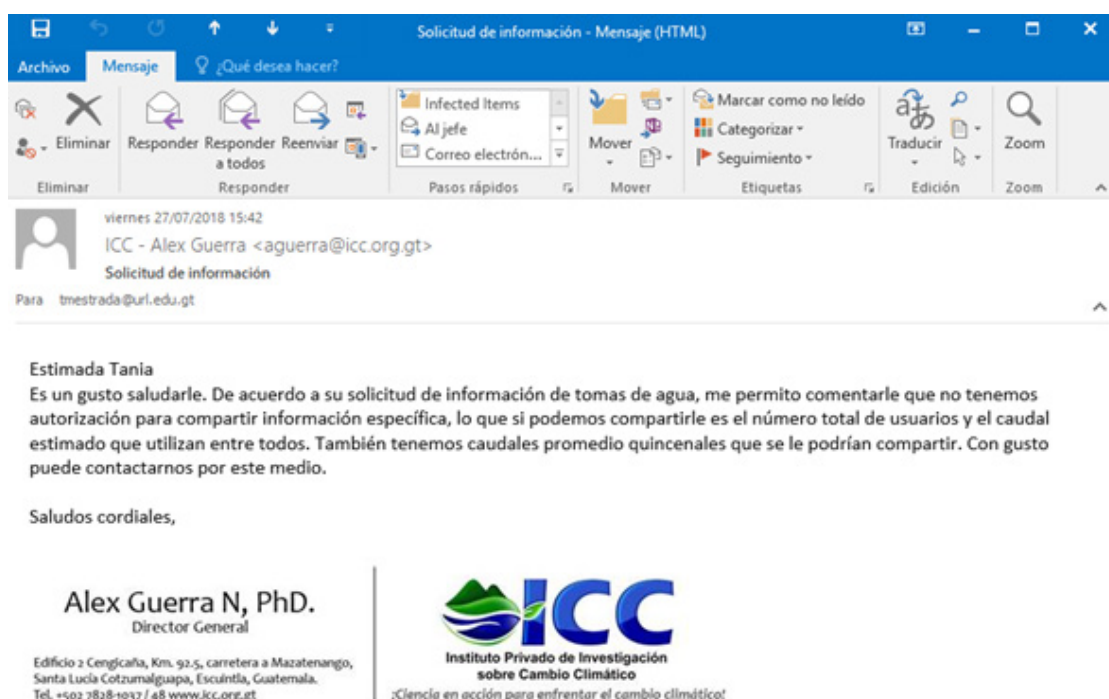 Solicitud de información - Mensaje (HTML)
Archivo Mensaje ¿Qué desea hacer?
Eliminar
Responder Responder a todos Reenviar
Infected Items
Al jefe
Correo electrón...
Mover
Marcar como no leído
Categorizar
Seguimiento
Traducir
Zoom
Eliminar Responder Pasos rápidos Mover Etiquetas Edición Zoom
viernes 27/07/2018 15:42
ICC - Alex Guerra <aguerra@icc.org.gt>
Solicitud de información
Para tmestrada@url.edu.gt
Estimada Tania
Es un gusto saludarle. De acuerdo a su solicitud de información de tomas de agua, me permito comentarle que no tenemos
autorización para compartir información específica, lo que si podemos compartirle es el número total de usuarios y el caudal
estimado que utilizan entre todos. También tenemos caudales promedio quincenales que se le podrían compartir. Con gusto
puede contactarnos por este medio.
Saludos cordiales,
Alex Guerra N, PhD.
Director General
Edificio 2 Cengicaña, Km. 92.5, carretera a Mazatenango,
Santa Lucía Cotzumalguapa, Escuintla, Guatemala.
Tel. +502 7828-1037 / 48 www.icc.org.gt
ICC
Instituto Privado de Investigación
sobre Cambio Climático
¡Ciencia en acción para enfrentar el cambio climático!